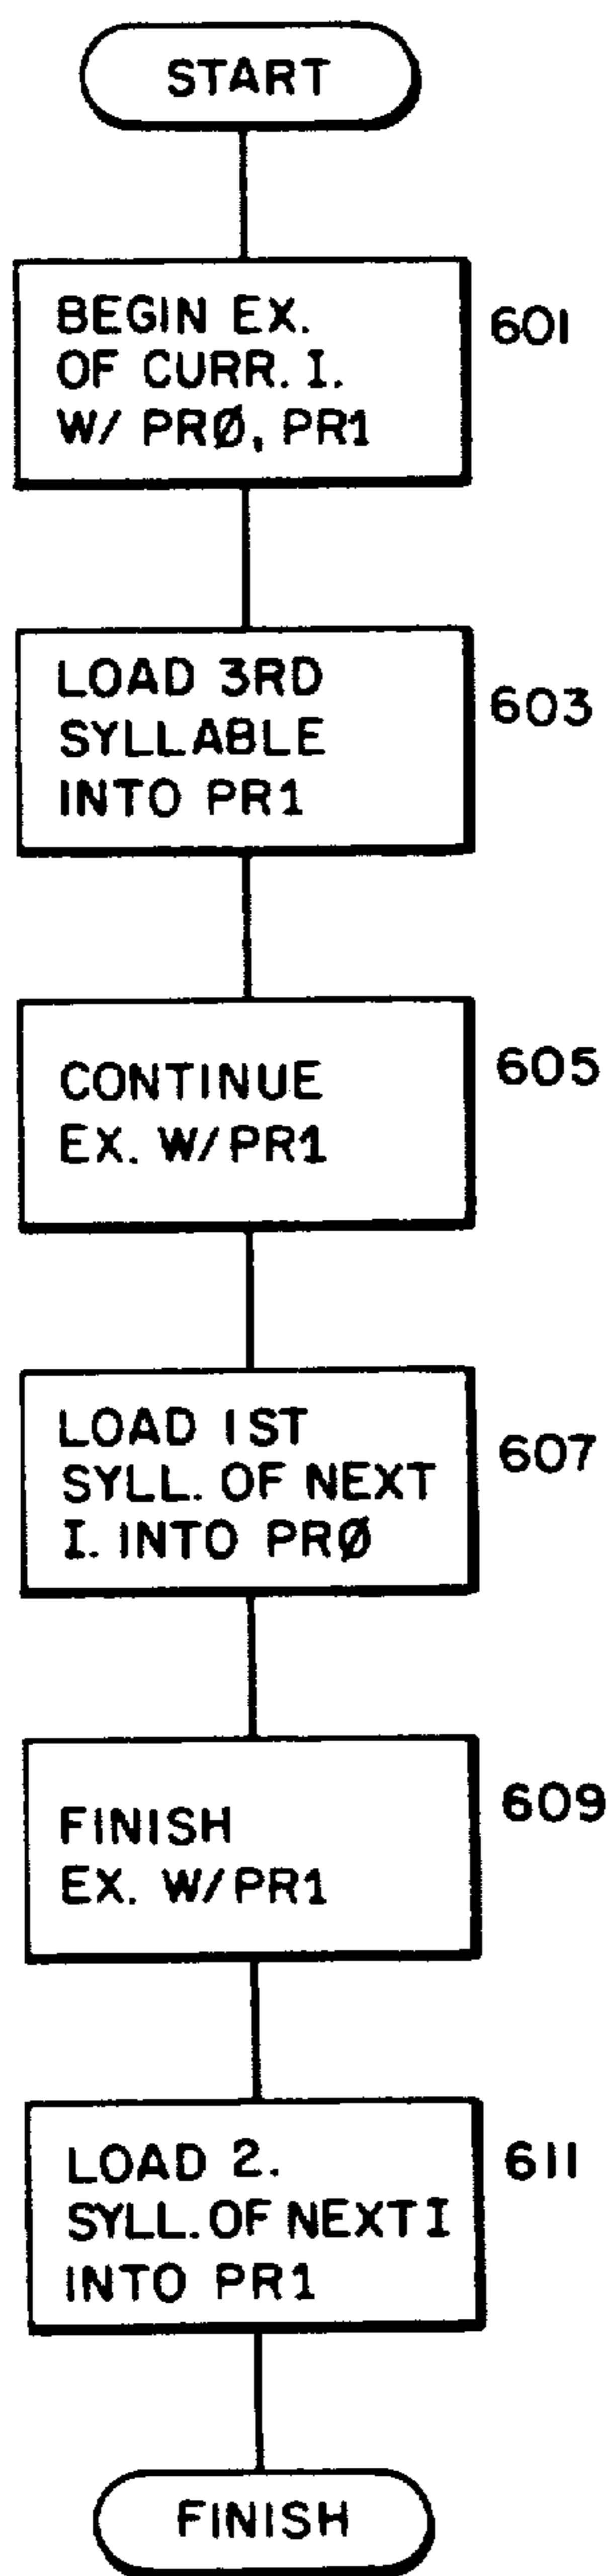 START
BEGIN EX.
OF CURR. I.
W/ PRØ, PR1
601
LOAD 3RD
SYLLABLE
INTO PR1
603
CONTINUE
EX. W/PR1
605
LOAD 1ST
SYLL. OF NEXT
I. INTO PRØ
607
FINISH
EX. W/PR1
609
LOAD 2.
SYLL. OF NEXT I
INTO PR1
611
FINISH